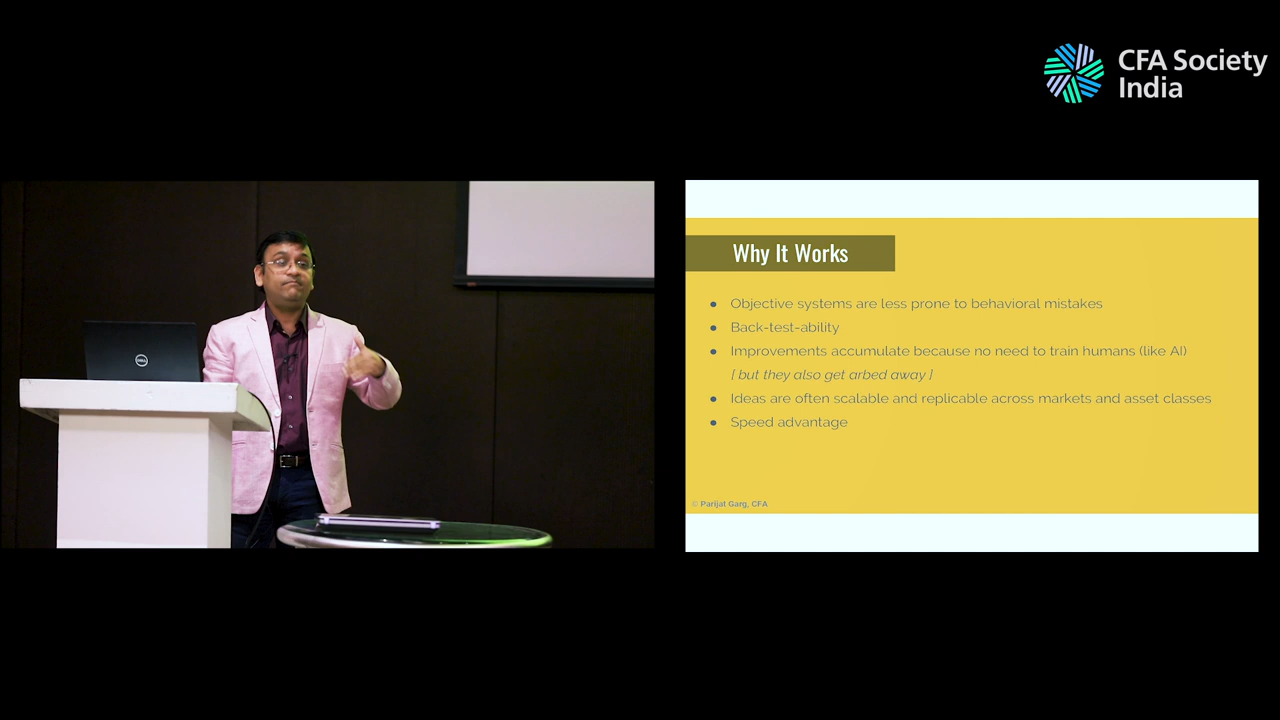 CFA Society
India
Why It Works
● Objective systems are less prone to behavioral mistakes
● Back-test-ability
● Improvements accumulate because no need to train humans (like AI)
[ but they also get arbed away ]
● Ideas are often scalable and replicable across markets and asset classes
● Speed advantage
© Parijat Garg, CFA
DELL